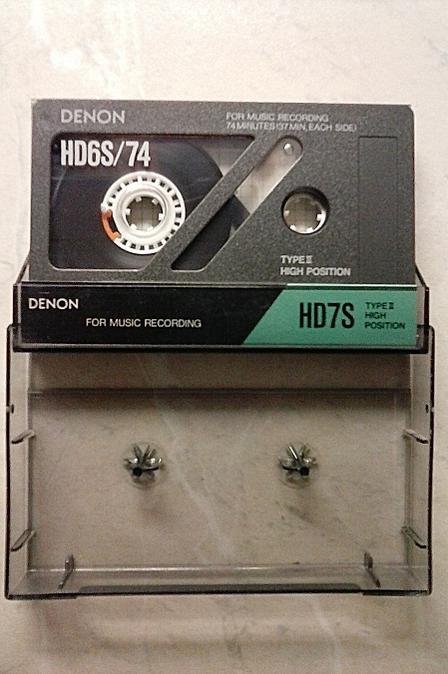 DENON
FOR MUSIC RECORDING
74 MINUTES (37 MIN, EACH SIDE)
HD6S/74
TYPE II
HIGH POSITION
DENON
FOR MUSIC RECORDING
HD7S
TYPE II
HIGH
POSITION